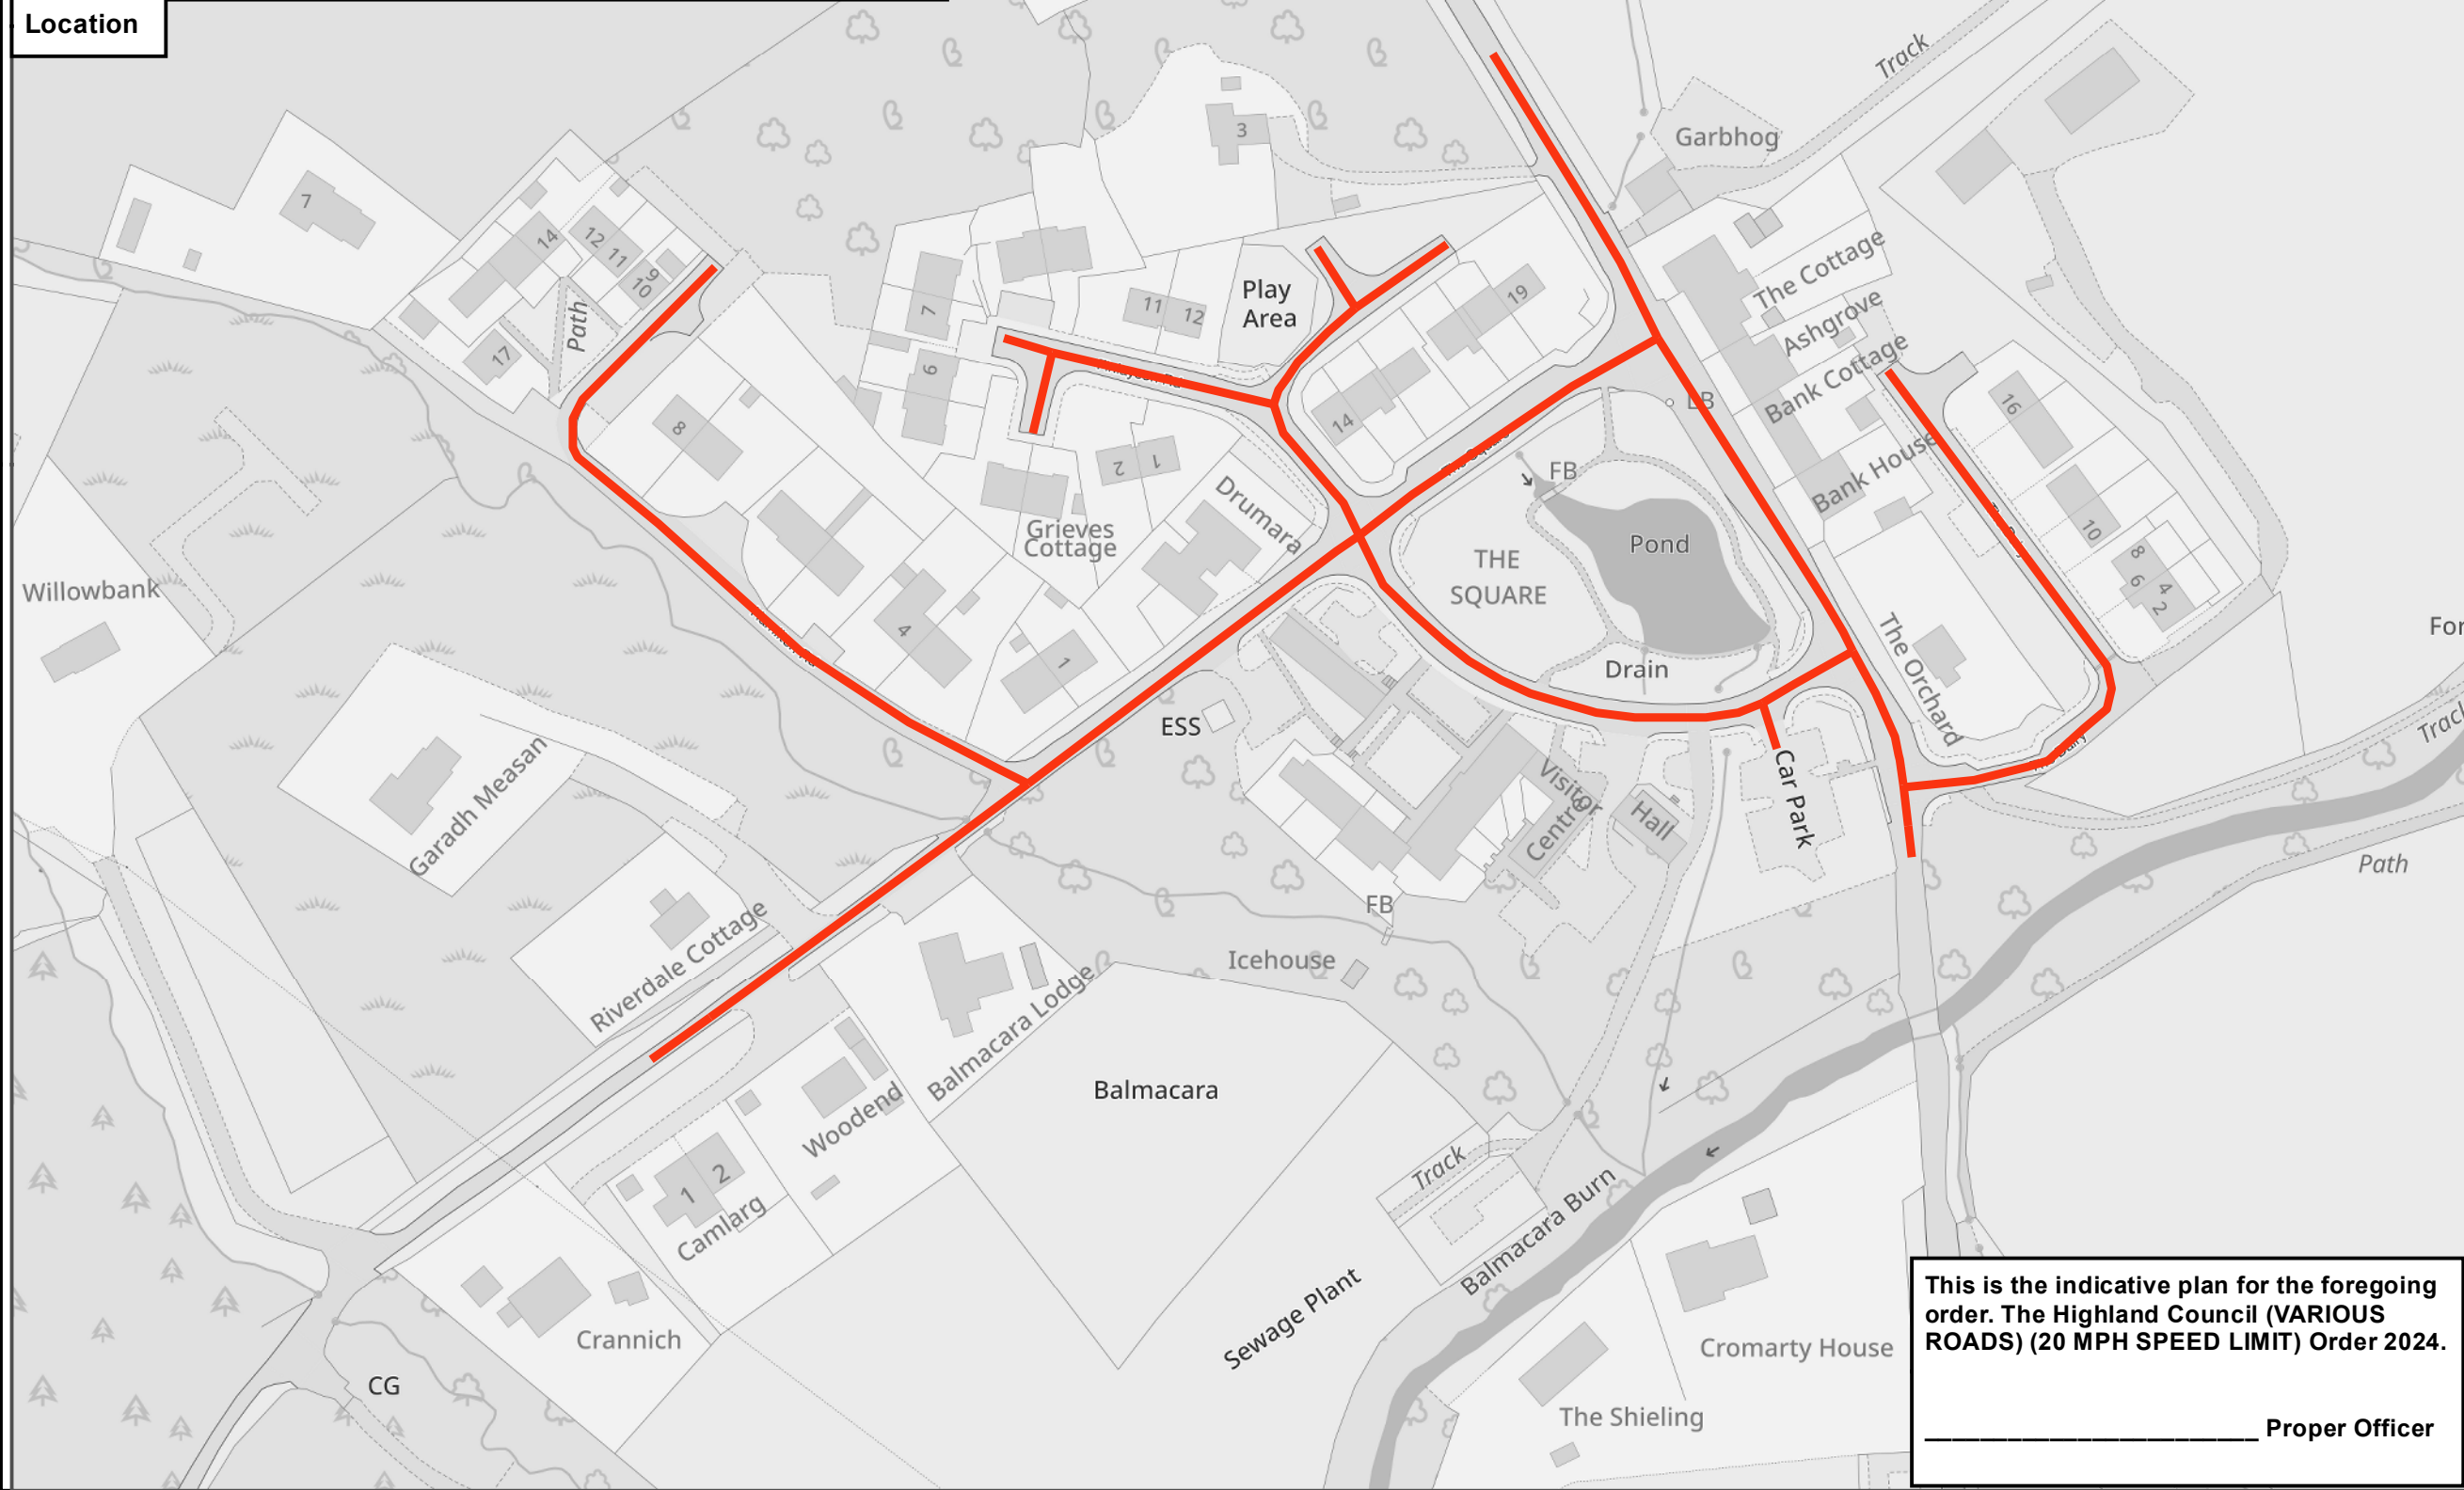 Location
Track
Garbhog
3
7
14
12
11
9
10
Path
17
The Cottage
Ashgrove
Bank Cottage
Bank House
LB
Play
Area
19
11
12
7
6
14
16
10
8
6
4
2
8
2
1
Drumara
Grieves
Cottage
FB
THE
SQUARE
Pond
Drain
The Orchard
Willowbank
4
1
ESS
Visitor
Centre
Hall
Car Park
Garadh Measan
Riverdale Cottage
FB
Icehouse
Balmacara Lodge
Balmacara
Woodend
1
2
Camlarg
Crannich
CG
Track
Path
Track
Balmacara Burn
Sewage Plant
Cromarty House
The Shieling
This is the indicative plan for the foregoing
order. The Highland Council (VARIOUS
ROADS) (20 MPH SPEED LIMIT) Order 2024.
Proper Officer